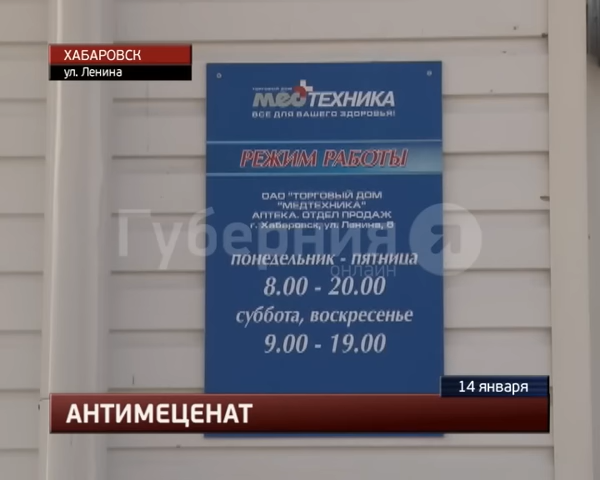 ХАБАРОВСК
ул. Ленина
ТОРГОВЫЙ ДОМ
медТЕХНИКА
ВСЕ ДЛЯ ВАШЕГО ЗДОРОВЬЯ!
РЕЖИМ РАБОТЫ
ОАО "ТОРГОВЫЙ ДОМ
"МЕДТЕХНИКА"
АПТЕКА. ОТДЕЛ ПРОДАЖ
г. Хабаровск, ул. Ленина, 8
Губерния Я
онлайн
понедельник - пятница
8.00 - 20.00
суббота, воскресенье
9.00 - 19.00
14 января
АНТИМЕЦЕНАТ